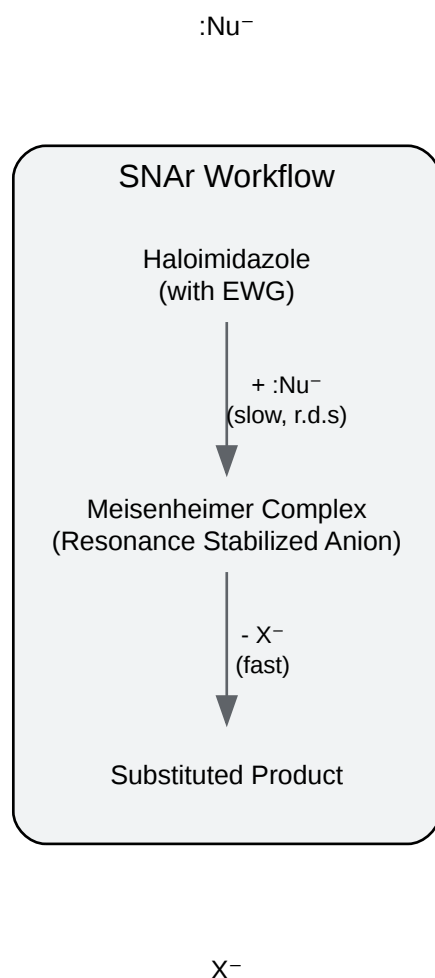 :Nu⁻
SNAr Workflow
Haloimidazole
(with EWG)
+ :Nu⁻
(slow, r.d.s)
Meisenheimer Complex
(Resonance Stabilized Anion)
- X⁻
(fast)
Substituted Product
X⁻